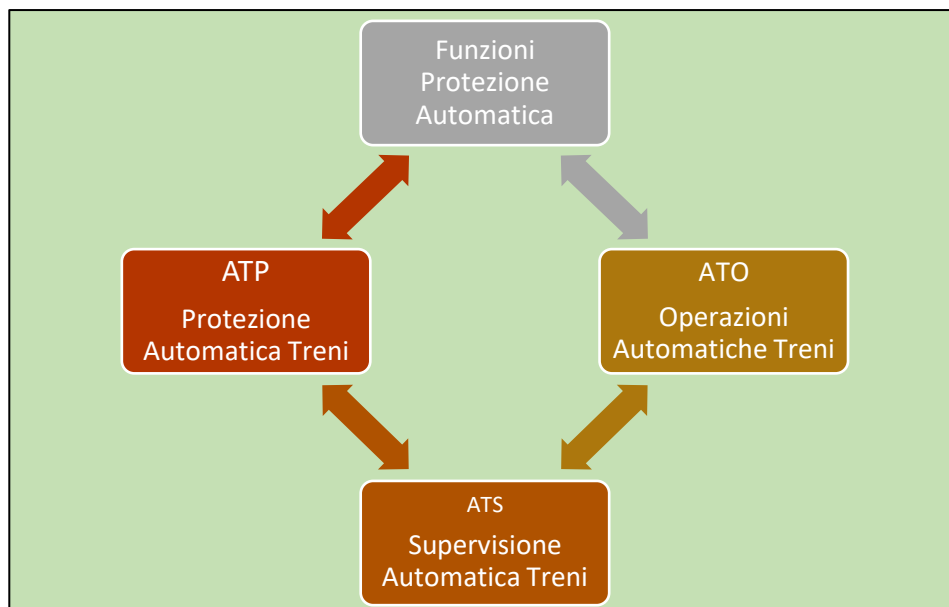 Funzioni
Protezione
Automatica
ATP
Protezione
Automatica Treni
ATO
Operazioni
Automatiche Treni
ATS
Supervisione
Automatica Treni